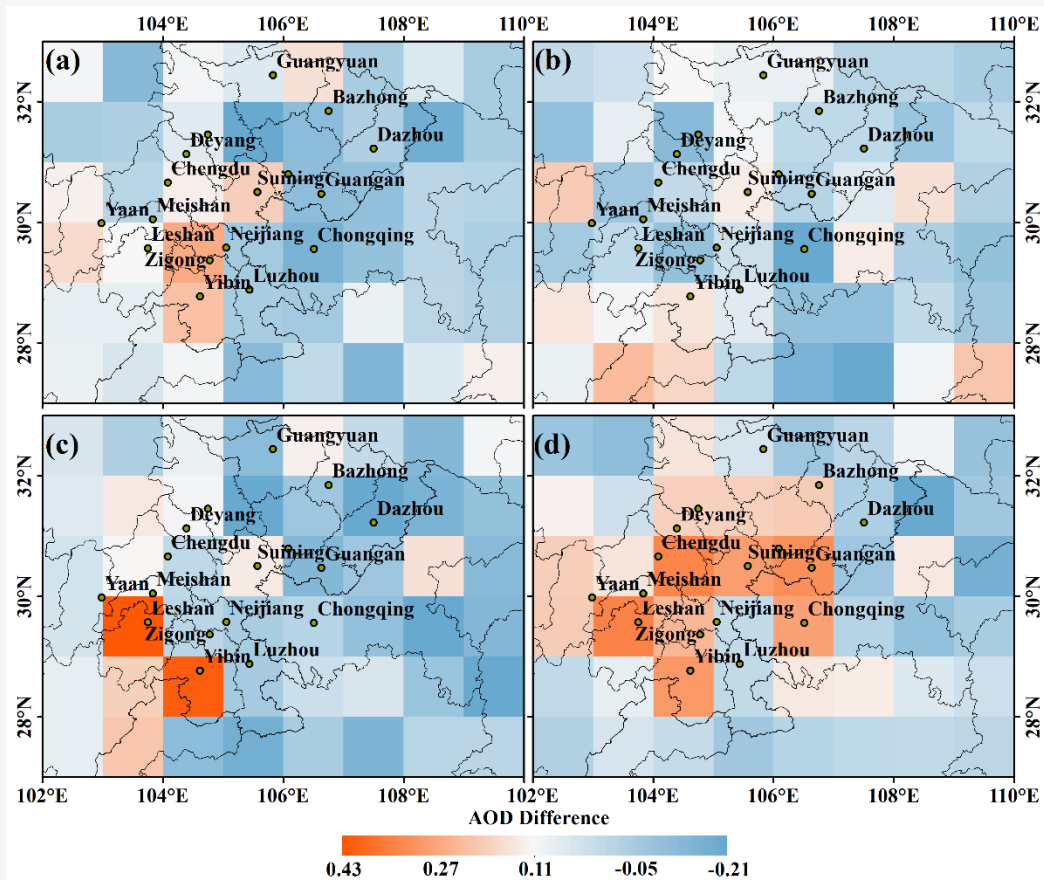 104°E 106°E 108°E 110°E 104°E 106°E 108°E 110°E
(a) (b)
Guangyuan Guangyuan
32°N Bazhong Bazhong 32°N
Deyang Dazhou Deyang Dazhou
Chengdu Suining Guangan Chengdu Suining Guangan
30°N Yaan Meishan Yaan Meishan 30°N
Leshan Neijiang Chongqing Leshan Neijiang Chongqing
Zigong Zigong
Yibin Luzhou Yibin Luzhou
28°N 28°N
(c) (d)
Guangyuan Guangyuan
32°N Bazhong Bazhong 32°N
Deyang Dazhou Deyang Dazhou
Chengdu Suining Guangan Chengdu Suining Guangan
30°N Yaan Meishan Yaan Meishan 30°N
Leshan Neijiang Chongqing Leshan Neijiang Chongqing
Zigong Zigong
Yibin Luzhou Yibin Luzhou
28°N 28°N
102°E 104°E 106°E 108°E 102°E 104°E 106°E 108°E 110°E
AOD Difference
0.43 0.27 0.11 -0.05 -0.21